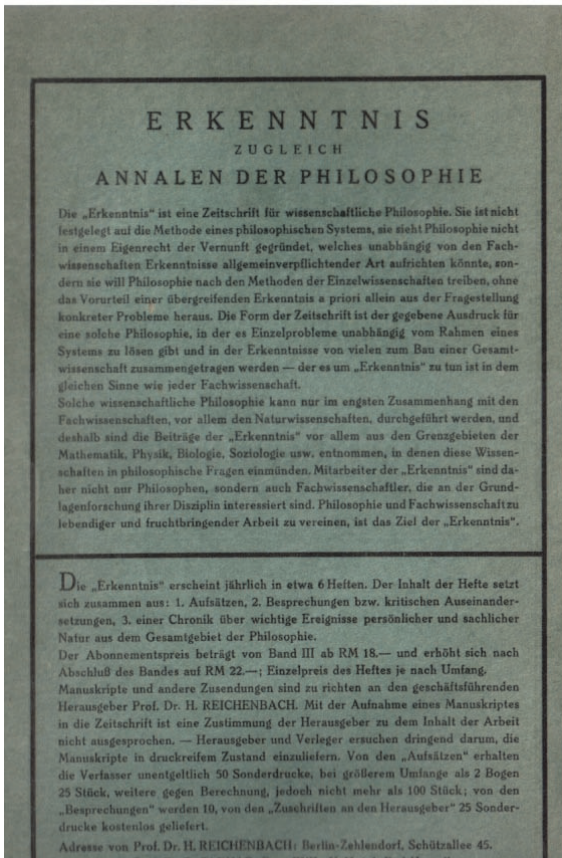 ERKENNTNIS
ZUGLEICH
ANNALEN DER PHILOSOPHIE
Die „Erkenntnis“ ist eine Zeitschrift für wissenschaftliche Philosophie. Sie ist nicht
festgelegt auf die Methode eines philosophischen Systems, sie sieht Philosophie nicht
in einem Eigenrecht der Vernunft gegründet, welches unabhängig von den Fach-
wissenschaften Erkenntnisse allgemeinverpflichtender Art aufrichten könnte, son-
dern sie will Philosophie nach den Methoden der Einzelwissenschaften treiben, ohne
das Vorurteil einer übergreifenden Erkenntnis a priori allein aus der Fragestellung
konkreter Probleme heraus. Die Form der Zeitschrift ist der gegebene Ausdruck für
eine solche Philosophie, in der es Einzelprobleme unabhängig vom Rahmen eines
Systems zu lösen gibt und in der Erkenntnisse von vielen zum Bau einer Gesamt-
wissenschaft zusammengetragen werden — der es um „Erkenntnis“ zu tun ist in dem
gleichen Sinne wie jeder Fachwissenschaft.
Solche wissenschaftliche Philosophie kann nur im engsten Zusammenhang mit den
Fachwissenschaften, vor allem den Naturwissenschaften, durchgeführt werden, und
deshalb sind die Beiträge der „Erkenntnis“ vor allem aus den Grenzgebieten der
Mathematik, Physik, Biologie, Soziologie usw. entnommen, in denen diese Wissen-
schaften in philosophische Fragen einmünden. Mitarbeiter der „Erkenntnis“ sind da-
her nicht nur Philosophen, sondern auch Fachwissenschaftler, die an der Grund-
lagenforschung ihrer Disziplin interessiert sind. Philosophie und Fachwissenschaft zu
lebendiger und fruchtbringender Arbeit zu vereinen, ist das Ziel der „Erkenntnis“.
Die „Erkenntnis“ erscheint jährlich in etwa 6 Heften. Der Inhalt der Hefte setzt
sich zusammen aus: 1. Aufsätzen, 2. Besprechungen bzw. kritischen Auseinander-
setzungen, 3. einer Chronik über wichtige Ereignisse persönlicher und sachlicher
Natur aus dem Gesamtgebiet der Philosophie.
Der Abonnementspreis beträgt von Band III ab RM 18.— und erhöht sich nach
Abschluß des Bandes auf RM 22.—; Einzelpreis des Heftes je nach Umfang.
Manuskripte und andere Zusendungen sind zu richten an den geschäftsführenden
Herausgeber Prof. Dr. H. REICHENBACH. Mit der Aufnahme eines Manuskriptes
in die Zeitschrift ist eine Zustimmung der Herausgeber zu dem Inhalt der Arbeit
nicht ausgesprochen. — Herausgeber und Verleger ersuchen dringend darum, die
Manuskripte in druckreifem Zustand einzuliefern. Von den „Aufsätzen“ erhalten
die Verfasser unentgeltlich 50 Sonderdrucke, bei größerem Umfange als 2 Bogen
25 Stück, weitere gegen Berechnung, jedoch nicht mehr als 100 Stück; von den
„Besprechungen“ werden 10, von den „Zuschriften an den Herausgeber“ 25 Sonder-
drucke kostenlos geliefert.
Adresse von Prof. Dr. H. REICHENBACH: Berlin-Zehlendorf, Schützallee 45.